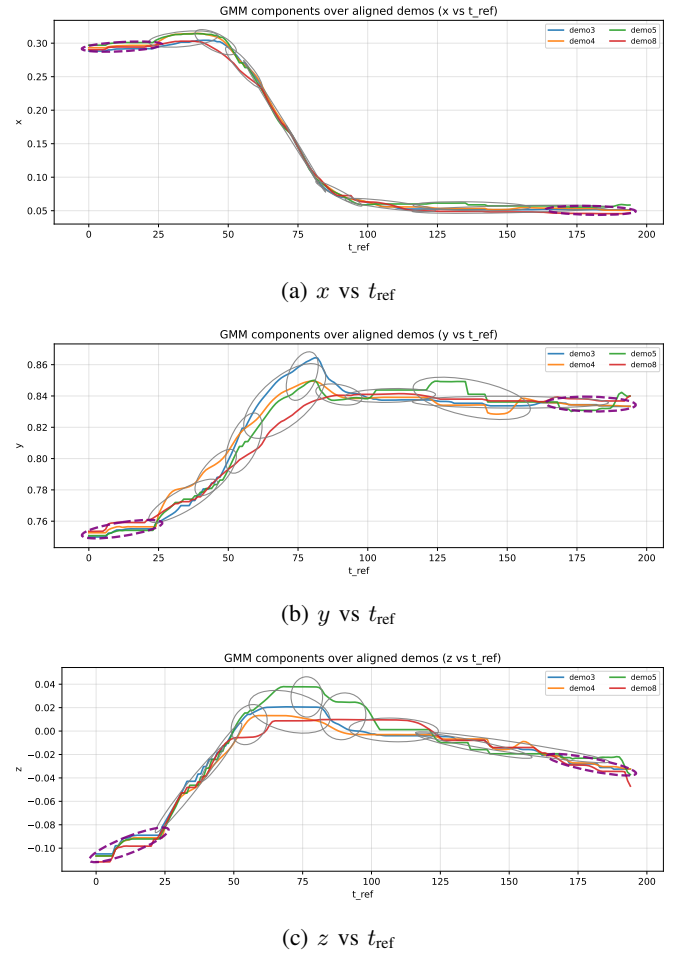 GMM components over aligned demos (x vs t_ref)
demo3 demo5
demo4 demo8
0.30
0.25
0.20
0.15
0.10
0.05
x
0 25 50 75 100 125 150 175 200
t_ref
(a) x vs t_ref
GMM components over aligned demos (y vs t_ref)
demo3 demo5
demo4 demo8
0.86
0.84
0.82
0.80
0.78
0.76
y
0 25 50 75 100 125 150 175 200
t_ref
(b) y vs t_ref
GMM components over aligned demos (z vs t_ref)
demo3 demo5
demo4 demo8
0.04
0.02
0.00
−0.02
−0.04
−0.06
−0.08
−0.10
z
0 25 50 75 100 125 150 175 200
t_ref
(c) z vs t_ref